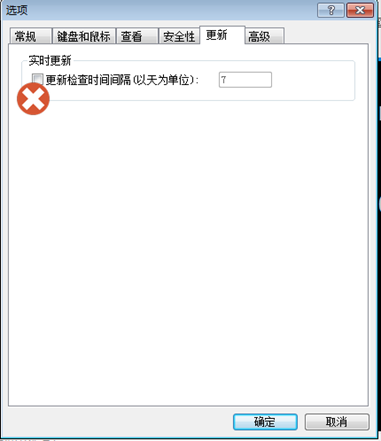 选项
常规 键盘和鼠标 查看 安全性 更新 高级
实时更新
更新检查时间间隔(以天为单位): 7
确定 取消